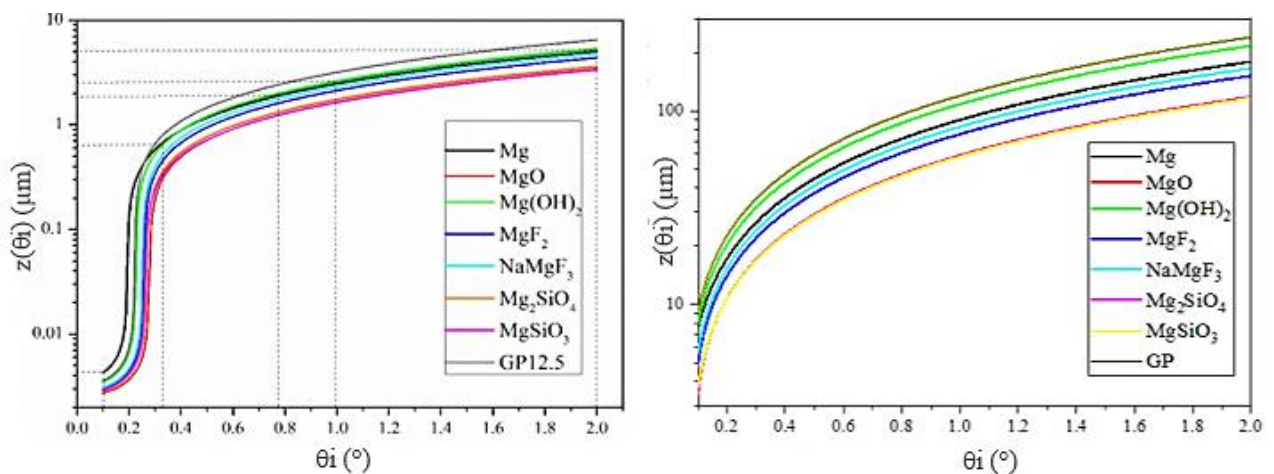 10
1
0.1
0.01
z(θi) (μm)
0.0 0.2 0.4 0.6 0.8 1.0 1.2 1.4 1.6 1.8 2.0
θi (°)
Mg
MgO
Mg(OH)₂
MgF₂
NaMgF₃
Mg₂SiO₄
MgSiO₃
GP12.5
100
10
z(θi) (μm)
0.2 0.4 0.6 0.8 1.0 1.2 1.4 1.6 1.8 2.0
θi (°)
Mg
MgO
Mg(OH)₂
MgF₂
NaMgF₃
Mg₂SiO₄
MgSiO₃
GP